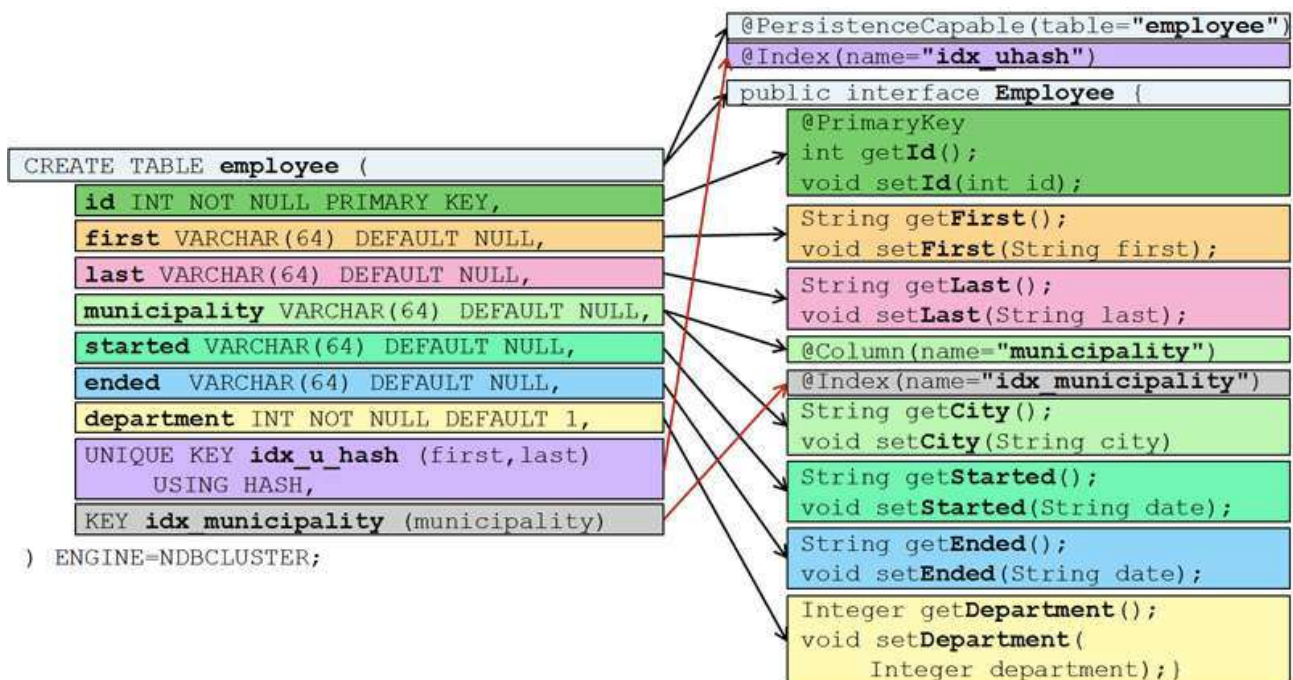 CREATE TABLE employee (
id INT NOT NULL PRIMARY KEY,
first VARCHAR(64) DEFAULT NULL,
last VARCHAR(64) DEFAULT NULL,
municipality VARCHAR(64) DEFAULT NULL,
started VARCHAR(64) DEFAULT NULL,
ended VARCHAR(64) DEFAULT NULL,
department INT NOT NULL DEFAULT 1,
UNIQUE KEY idx_u_hash (first,last)
USING HASH,
KEY idx_municipality (municipality)
) ENGINE=NDBCLUSTER;
@PersistenceCapable(table="employee")
@Index(name="idx_uhash")
public interface Employee {
@PrimaryKey
int getId();
void setId(int id);
String getFirst();
void setFirst(String first);
String getLast();
void setLast(String last);
@Column(name="municipality")
@Index(name="idx_municipality")
String getCity();
void setCity(String city)
String getStarted();
void setStarted(String date);
String getEnded();
void setEnded(String date);
Integer getDepartment();
void setDepartment(
Integer department);}